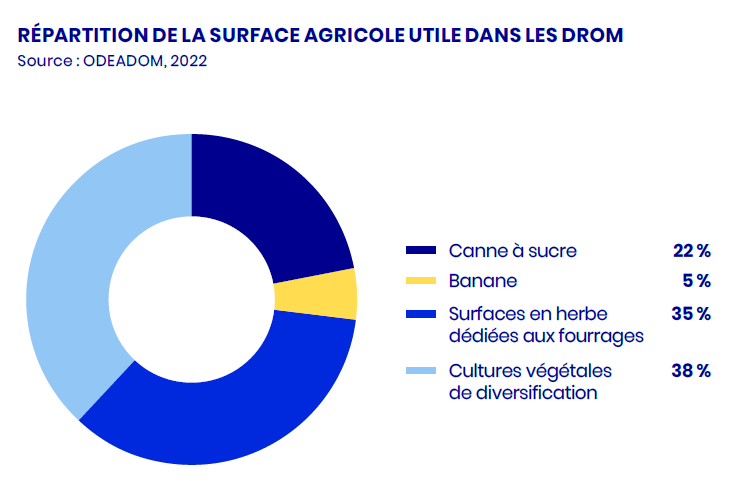 RÉPARTITION DE LA SURFACE AGRICOLE UTILE DANS LES DROM
Source : ODEADOM, 2022
Canne à sucre 22 %
Banane 5 %
Surfaces en herbe 35 %
dédiées aux fourrages
Cultures végétales 38 %
de diversification